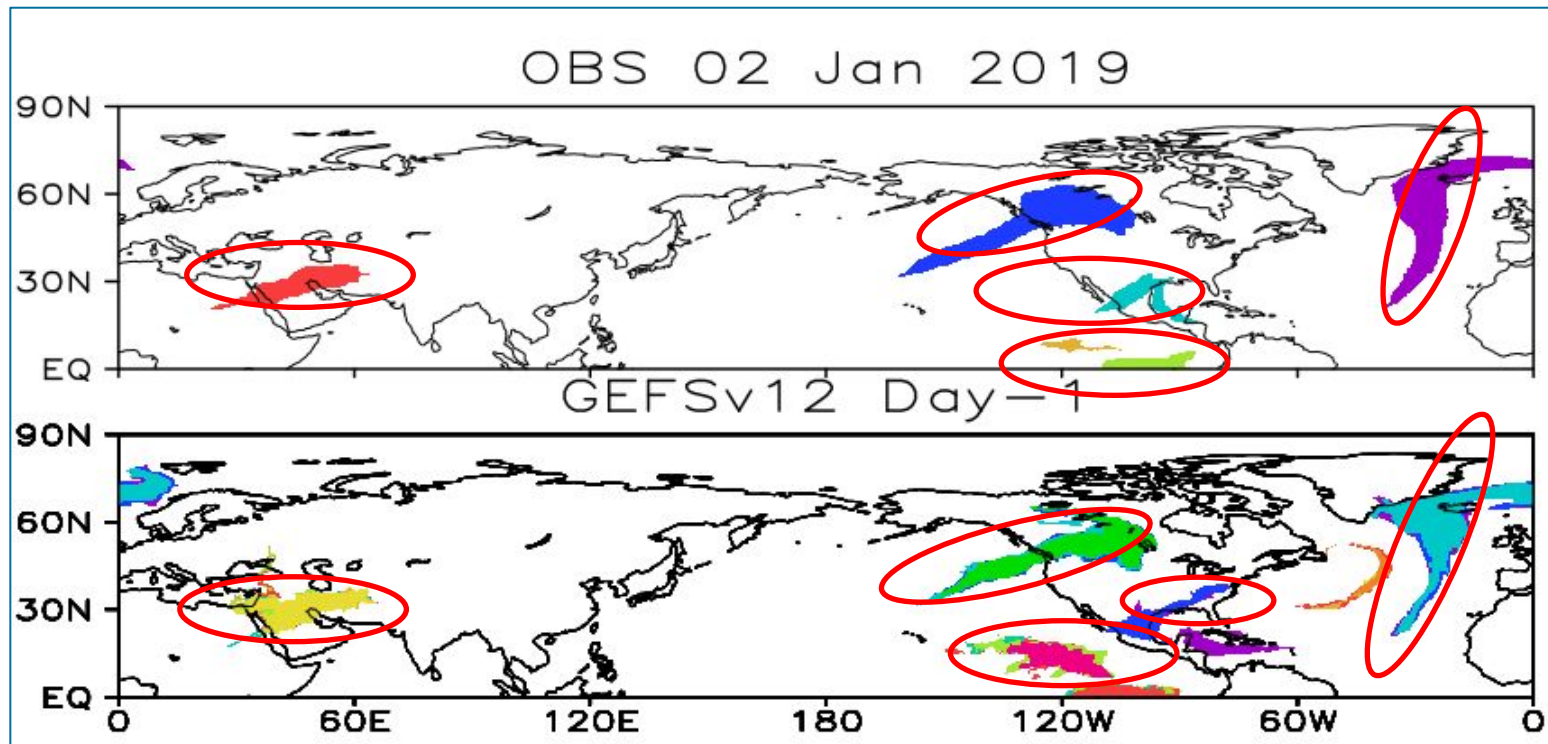 OBS 02 Jan 2019
90N
60N
30N
EQ
GEFSv12 Day-1
90N
60N
30N
EQ
0 60E 120E 180 120W 60W 0